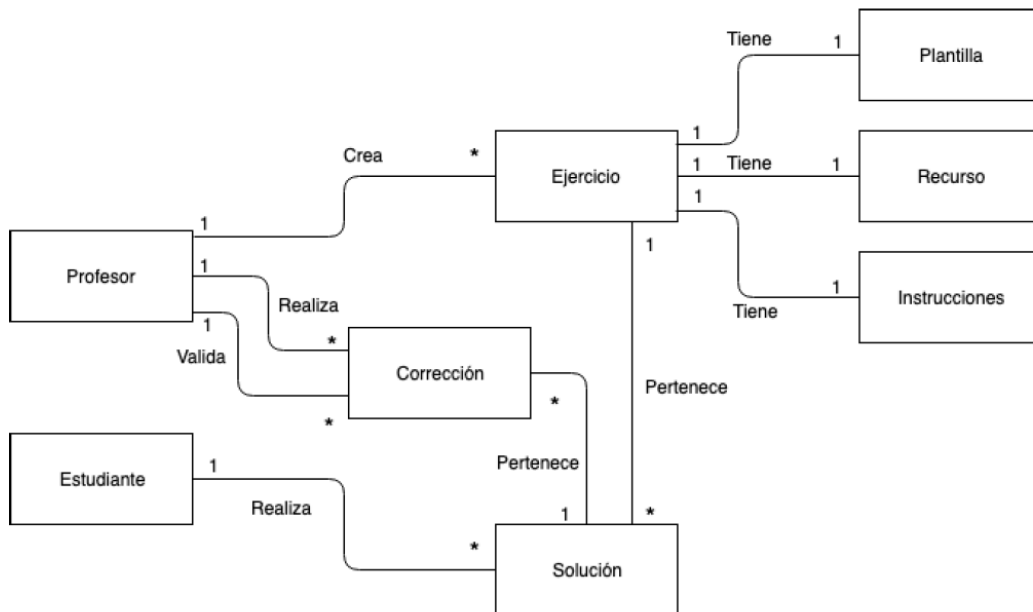 Tiene
1
Plantilla
1
Crea
*
Ejercicio
1
Tiene
1
Recurso
1
1
1
Profesor
1
Realiza
1
Instrucciones
Tiene
1
Valida
*
Corrección
Pertenece
*
*
Estudiante
1
Pertenece
Realiza
1
*
*
Solución